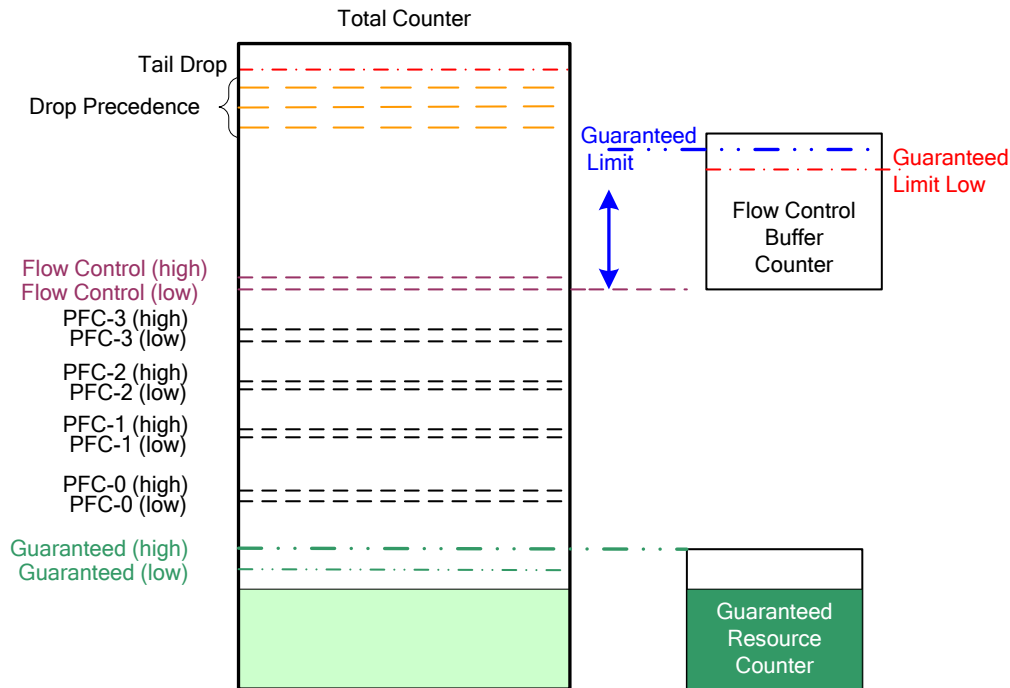 Total Counter
Tail Drop
Drop Precedence
Guaranteed
Limit
Guaranteed
Limit Low
Flow Control
Buffer
Counter
Flow Control (high)
Flow Control (low)
PFC-3 (high)
PFC-3 (low)
PFC-2 (high)
PFC-2 (low)
PFC-1 (high)
PFC-1 (low)
PFC-0 (high)
PFC-0 (low)
Guaranteed (high)
Guaranteed (low)
Guaranteed
Resource
Counter